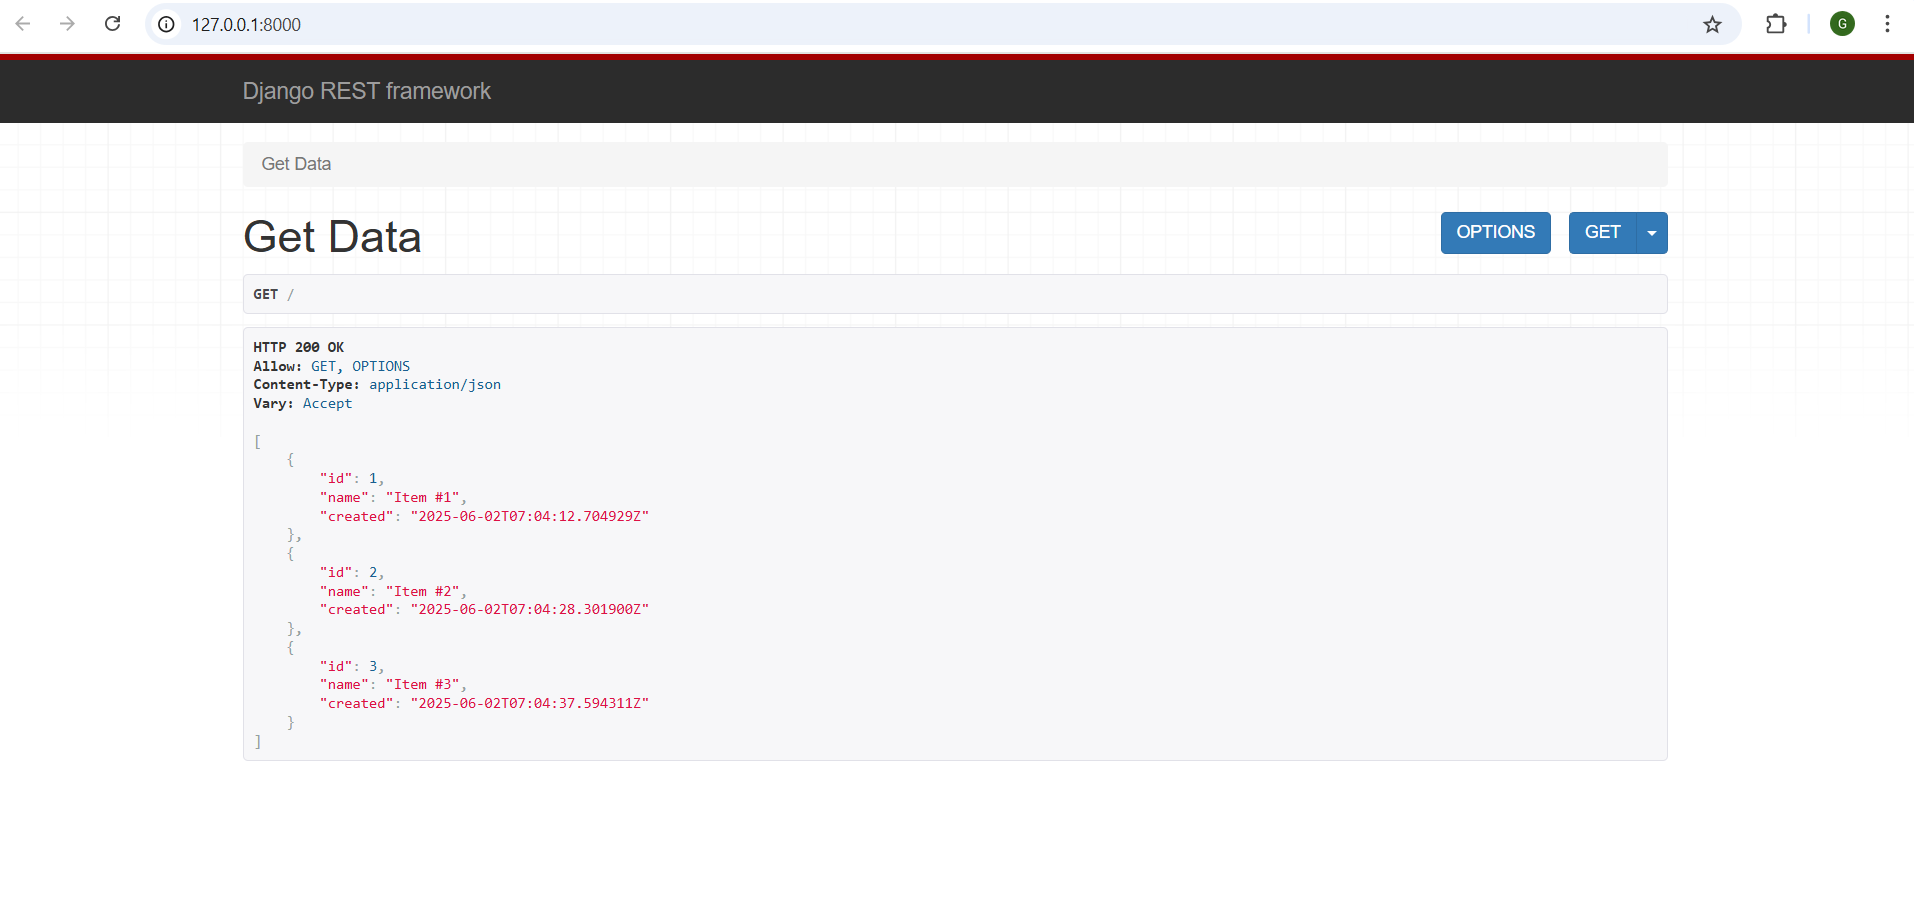 127.0.0.1:8000
G
Django REST framework
Get Data
Get Data
OPTIONS
GET
GET /
HTTP 200 OK
Allow: GET, OPTIONS
Content-Type: application/json
Vary: Accept
[
    {
        "id": 1,
        "name": "Item #1",
        "created": "2025-06-02T07:04:12.704929Z"
    },
    {
        "id": 2,
        "name": "Item #2",
        "created": "2025-06-02T07:04:28.301900Z"
    },
    {
        "id": 3,
        "name": "Item #3",
        "created": "2025-06-02T07:04:37.594311Z"
    }
]